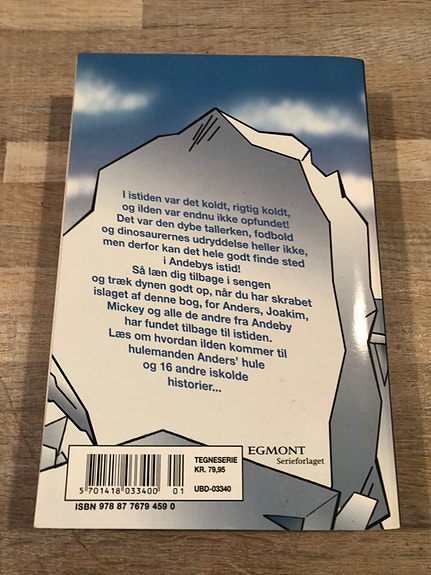 I istiden var det koldt, rigtig koldt,
og ilden var endnu ikke opfundet!
Det var den dybe tallerken, fodbold
og dinosaurernes udryddelse heller ikke,
men derfor kan det hele godt finde sted
i Andebys istid!
Så læn dig tilbage i sengen
og træk dynen godt op, når du har skrabet
islaget af denne bog, for Anders, Joakim,
Mickey og alle de andre fra Andeby
har fundet tilbage til istiden.
Læs om hvordan ilden kommer til
hulemanden Anders' hule
og 16 andre iskolde
historier...
TEGNESERIE
KR. 79,95
UBD-03340
5 701418 033400 01
ISBN 978 87 7679 459 0
EGMONT
Serieforlaget